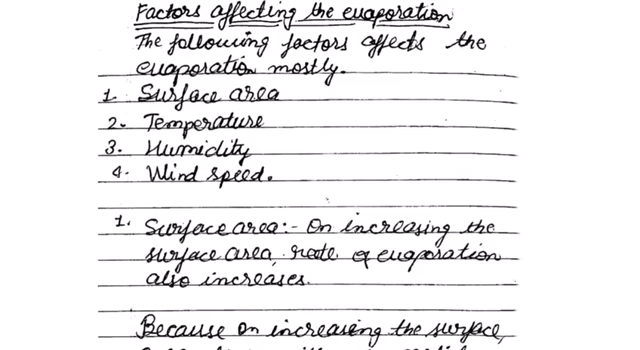 Factors affecting the evaporation
The following factors affects the
evaporation mostly.
1. Surface area
2. Temperature
3. Humidity
4. Wind speed.
1. Surface area:- On increasing the
surface area, rate of evaporation
also increases.
Because on increasing the surface,